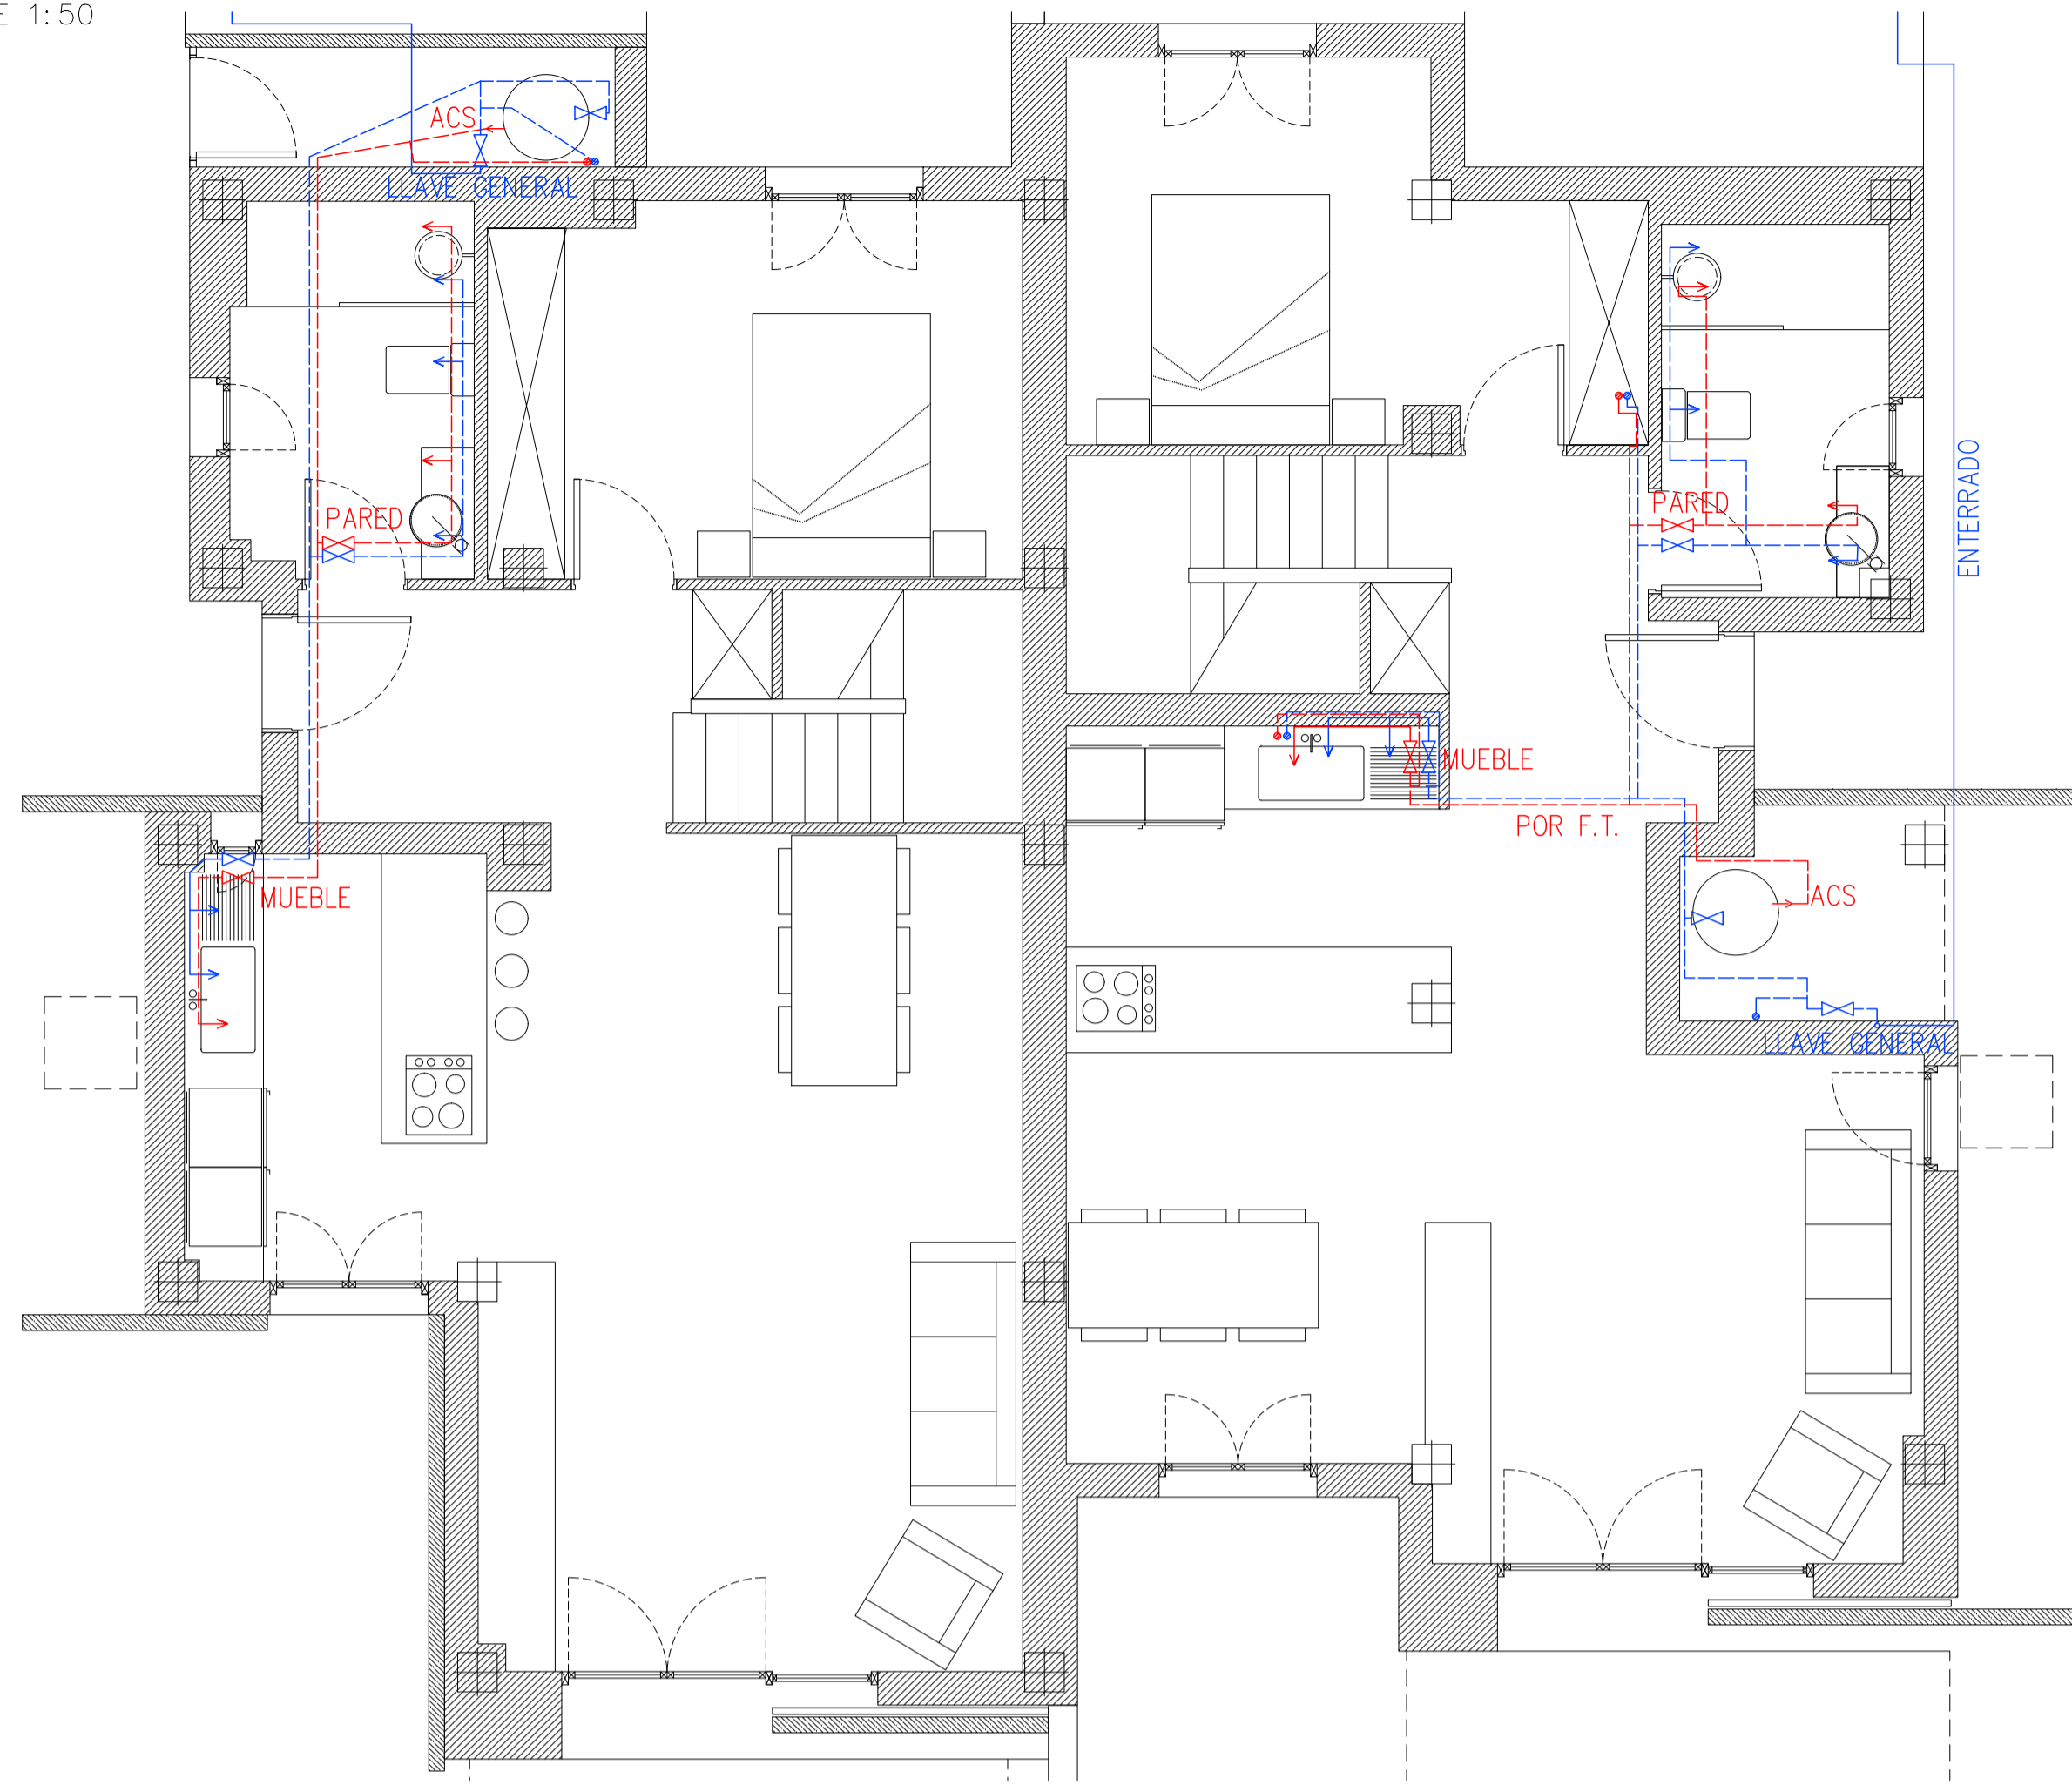 E 1:50
ACS
LLAVE GENERAL
PARED
PARED
ENTERRADO
MUEBLE
POR F.T.
MUEBLE
ACS
LLAVE GENERAL